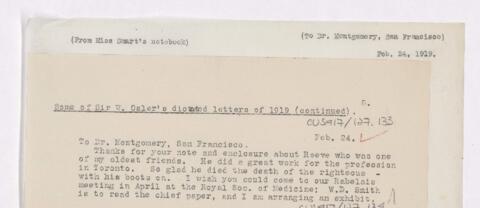 (From Miss Smart's notebook)
(To Dr. Montgomery, San Francisco)
Feb. 24, 1919.
8.
Some of Sir W. Osler's dictated letters of 1919 (continued).
CUS417/127.133
Feb. 24.
To Dr. Montgomery, San Francisco.
Thanks for your note and enclosure about Reeve who was one
of my oldest friends. He did a great work for the profession
in Toronto. So glad he died the death of the righteous -
with his boots on. I wish you could come to our Rabelais
meeting in April at the Royal Soc. of Medicine; W.D. Smith
is to read the chief paper, and I am arranging an exhibit.